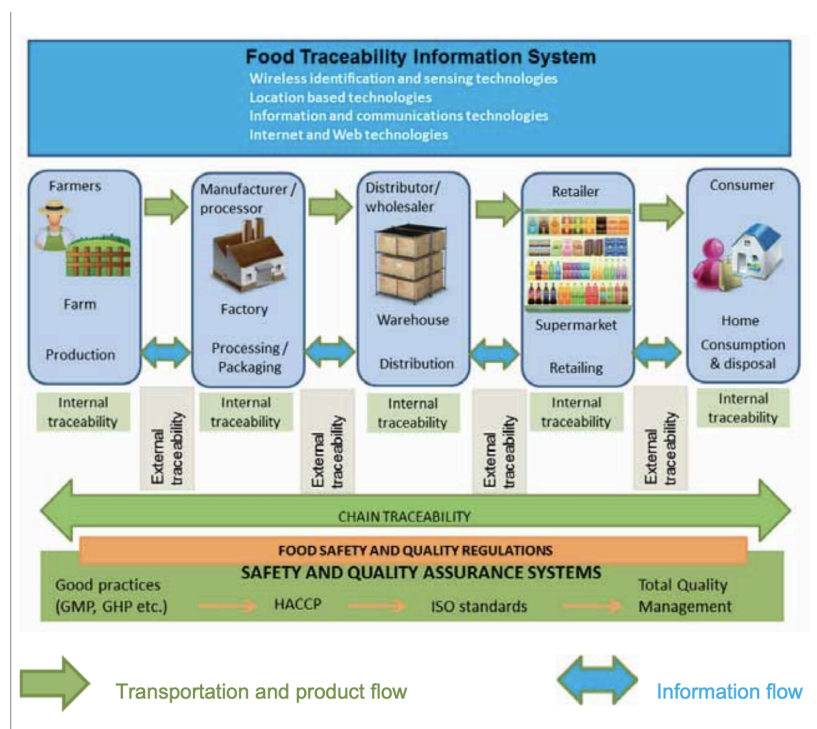 Food Traceability Information System
Wireless identification and sensing technologies
Location based technologies
Information and communications technologies
Internet and Web technologies
Farmers
Farm
Production
Manufacturer /
processor
Factory
Processing /
Packaging
Distributor/
wholesaler
Warehouse
Distribution
Retailer
Supermarket
Retailing
Consumer
Home
Consumption
& disposal
Internal
traceability
External
traceability
Internal
traceability
External
traceability
Internal
traceability
External
traceability
Internal
traceability
External
traceability
Internal
traceability
CHAIN TRACEABILITY
FOOD SAFETY AND QUALITY REGULATIONS
SAFETY AND QUALITY ASSURANCE SYSTEMS
Good practices
(GMP, GHP etc.)
HACCP
ISO standards
Total Quality
Management
Transportation and product flow
Information flow